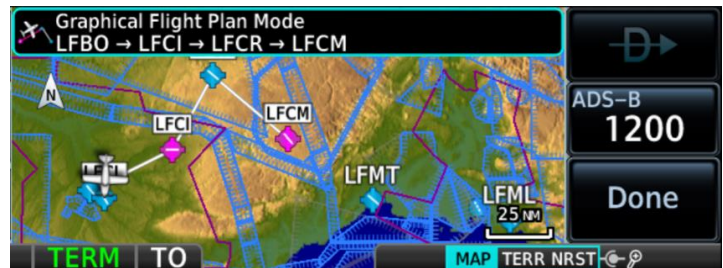 Graphical Flight Plan Mode
LFBO → LFCI → LFCR → LFCM
N
LFCI
LFCM
LFMT
LFML
25 NM
ADS-B
1200
Done
TERM TO
MAP TERR NRST